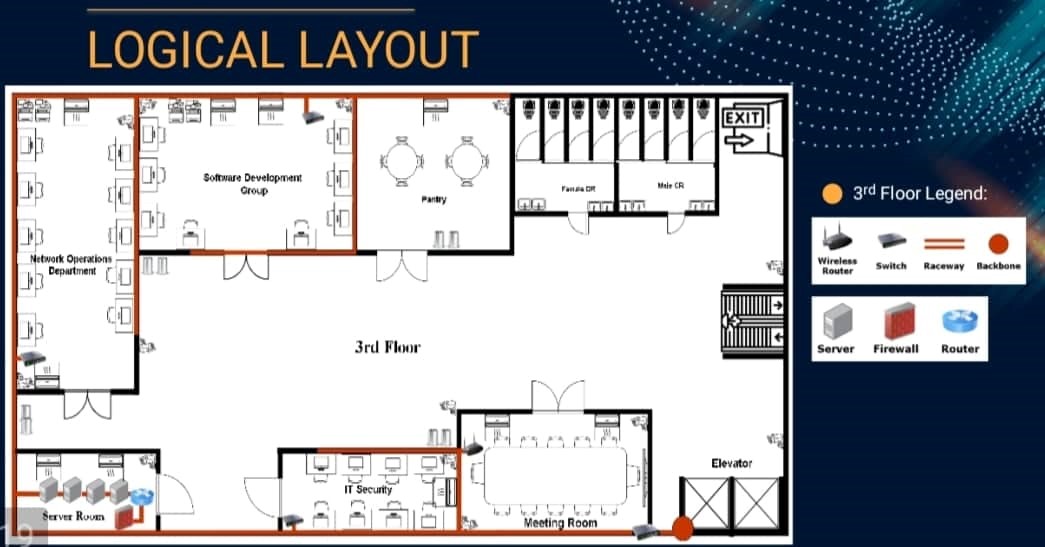 LOGICAL LAYOUT
EXIT
Software Development
Group
Pantry
Female CR
Male CR
Network Operations
Department
3rd Floor
Elevator
IT Security
Meeting Room
Server Room
19
3rd Floor Legend:
Wireless
Router
Switch
Raceway
Backbone
Server
Firewall
Router